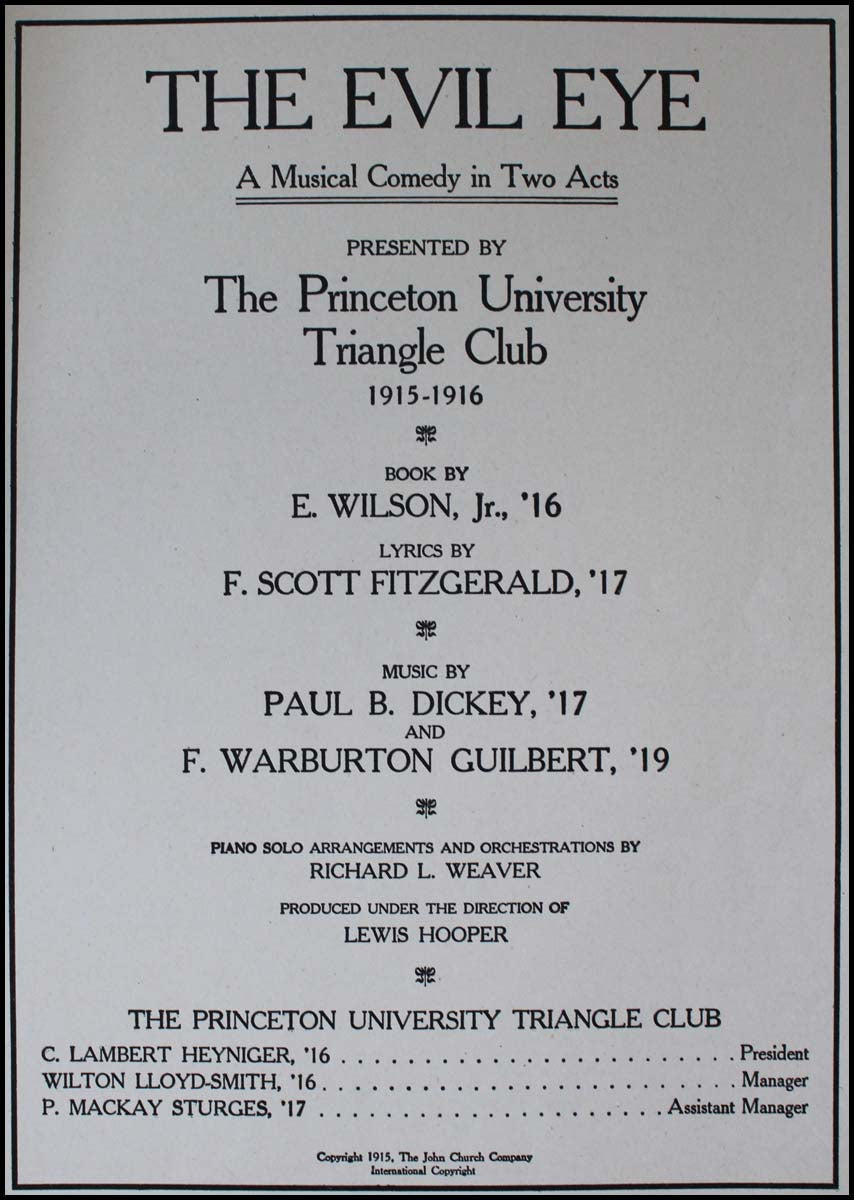 THE EVIL EYE
A Musical Comedy in Two Acts
PRESENTED BY
The Princeton University
Triangle Club
1915-1916
BOOK BY
E. WILSON, Jr., '16
LYRICS BY
F. SCOTT FITZGERALD, '17
MUSIC BY
PAUL B. DICKEY, '17
AND
F. WARBURTON GUILBERT, '19
PIANO SOLO ARRANGEMENTS AND ORCHESTRATIONS BY
RICHARD L. WEAVER
PRODUCED UNDER THE DIRECTION OF
LEWIS HOOPER
THE PRINCETON UNIVERSITY TRIANGLE CLUB
C. LAMBERT HEYNIGER, '16 . . . . . . . . . . . . . . . . . . . . . . . . . President
WILTON LLOYD-SMITH, '16 . . . . . . . . . . . . . . . . . . . . . . . . . . Manager
P. MACKAY STURGES, '17 . . . . . . . . . . . . . . . . . . . . . Assistant Manager
Copyright 1915, The John Church Company
International Copyright